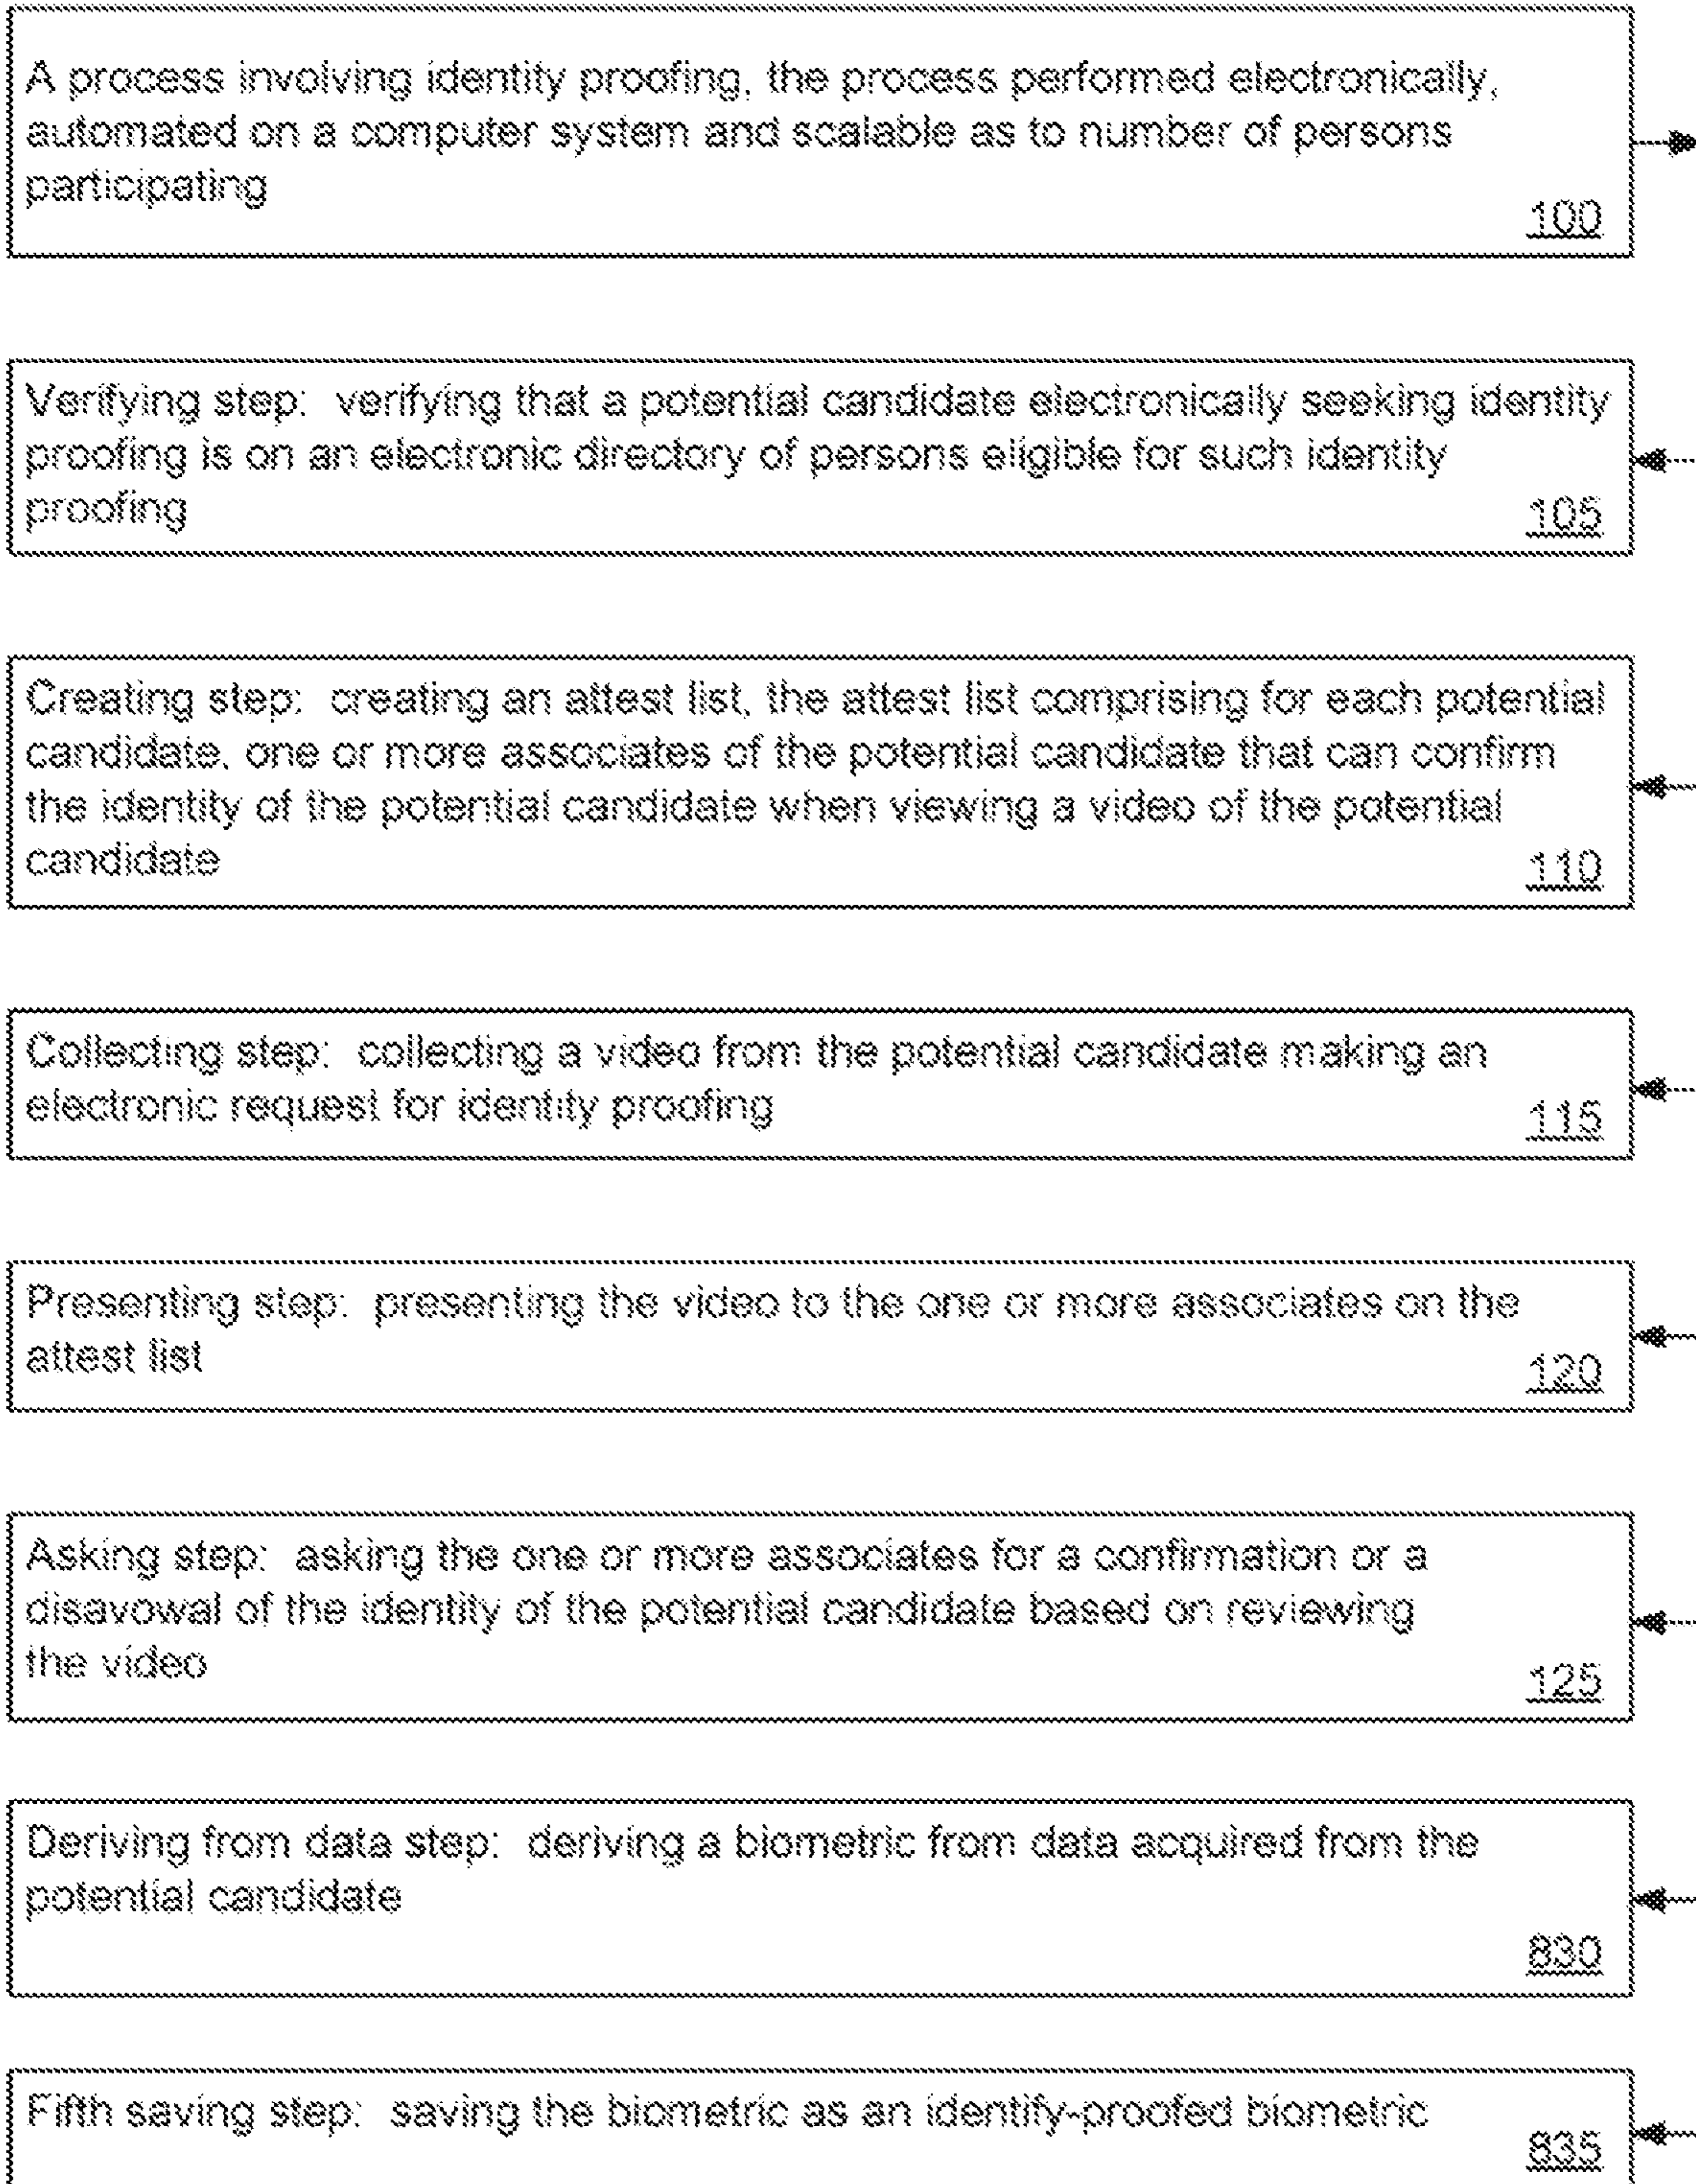 A process involving identity proofing, the process performed electronically,
automated on a computer system and scalable as to number of persons
participating
100
Verifying step: verifying that a potential candidate electronically seeking identity
proofing is on an electronic directory of persons eligible for such identity
proofing
105
Creating step: creating an attest list, the attest list comprising for each potential
candidate, one or more associates of the potential candidate that can confirm
the identity of the potential candidate when viewing a video of the potential
candidate
110
Collecting step: collecting a video from the potential candidate making an
electronic request for identity proofing
115
Presenting step: presenting the video to the one or more associates on the
attest list
120
Asking step: asking the one or more associates for a confirmation or a
disavowal of the identity of the potential candidate based on reviewing
the video
125
Deriving from data step: deriving a biometric from data acquired from the
potential candidate
830
Fifth saving step: saving the biometric as an identify-proofed biometric
835